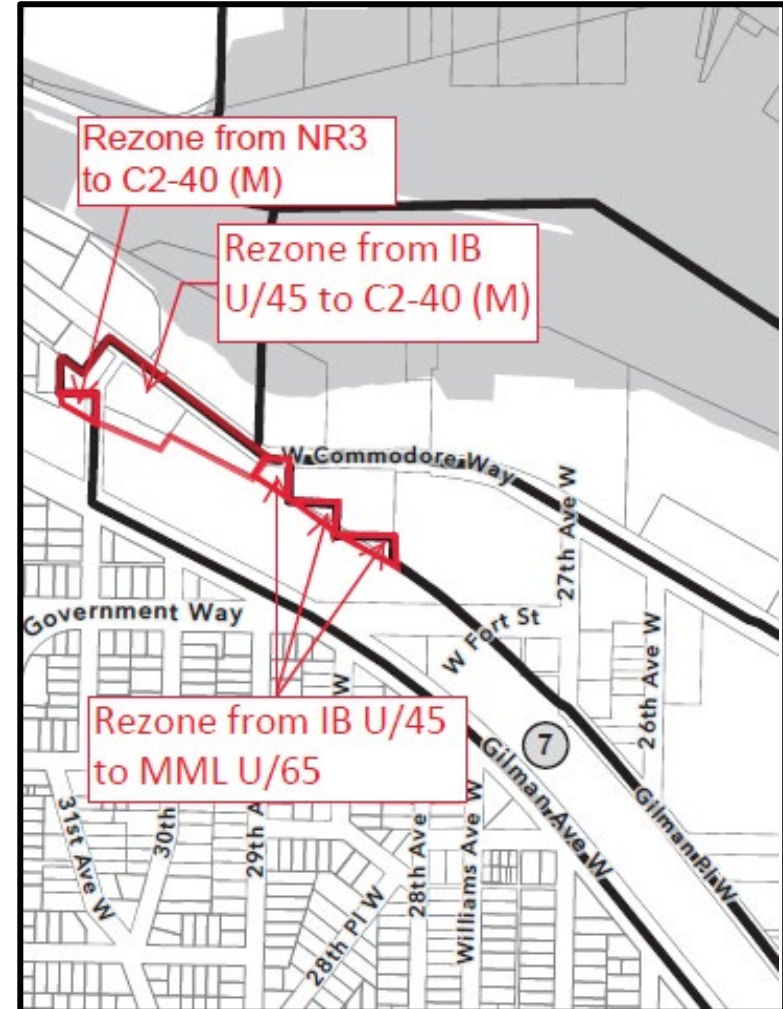 Rezone from NR3
to C2-40 (M)
Rezone from IB
U/45 to C2-40 (M)
W Commodore Way
27th Ave W
Government Way
W Fort St
26th Ave W
W
Rezone from IB U/45
to MML U/65
7
Gilman Ave W
Gilman Pl W
31st Ave W
30th
29th A
28th Ave
Williams Ave W
28th Pl W